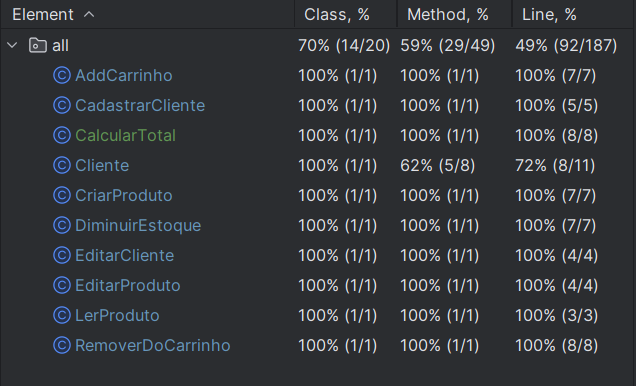 Element Class, % Method, % Line, %
all 70% (14/20) 59% (29/49) 49% (92/187)
AddCarrinho 100% (1/1) 100% (1/1) 100% (7/7)
CadastrarCliente 100% (1/1) 100% (1/1) 100% (5/5)
CalcularTotal 100% (1/1) 100% (1/1) 100% (8/8)
Cliente 100% (1/1) 62% (5/8) 72% (8/11)
CriarProduto 100% (1/1) 100% (1/1) 100% (7/7)
DiminuirEstoque 100% (1/1) 100% (1/1) 100% (7/7)
EditarCliente 100% (1/1) 100% (1/1) 100% (4/4)
EditarProduto 100% (1/1) 100% (1/1) 100% (4/4)
LerProduto 100% (1/1) 100% (1/1) 100% (3/3)
RemoverDoCarrinho 100% (1/1) 100% (1/1) 100% (8/8)